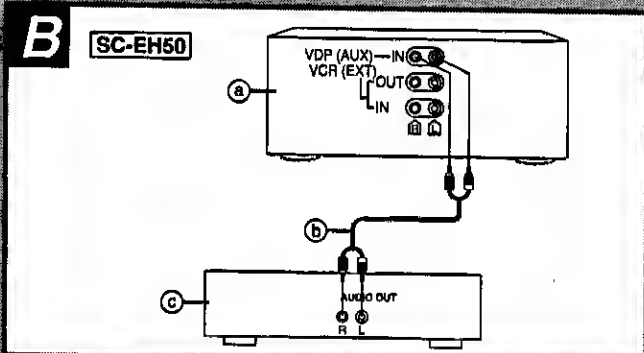 B
SC-EH50
VDP (AUX) IN
VCR (EXT) OUT
IN
R L
a
b
c
AUDIO OUT
R L